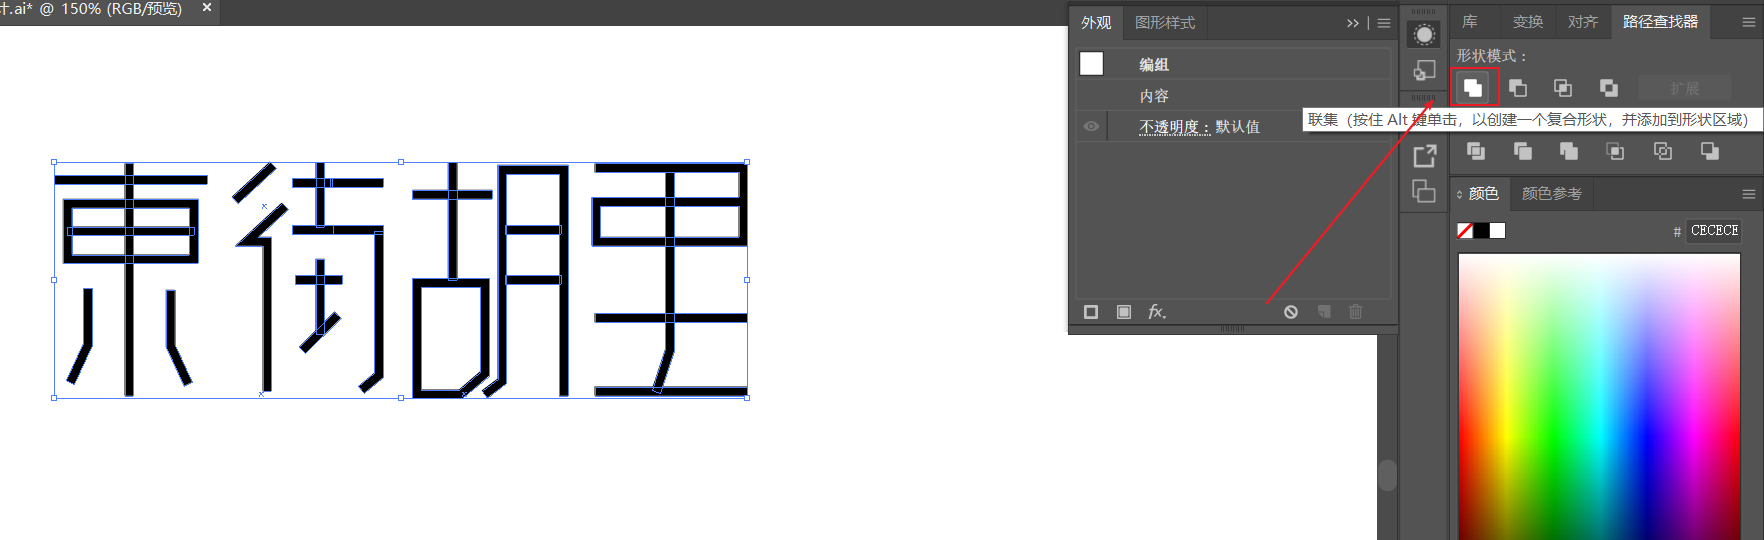 计.ai* @ 150% (RGB/预览) ×
外观 图形样式
编组
内容
不透明度： 默认值
fx
库 变换 对齐 路径查找器
形状模式：
扩展
联集（按住 Alt 键单击，以创建一个复合形状，并添加到形状区域）
颜色 颜色参考
# CECECE
東 胡里